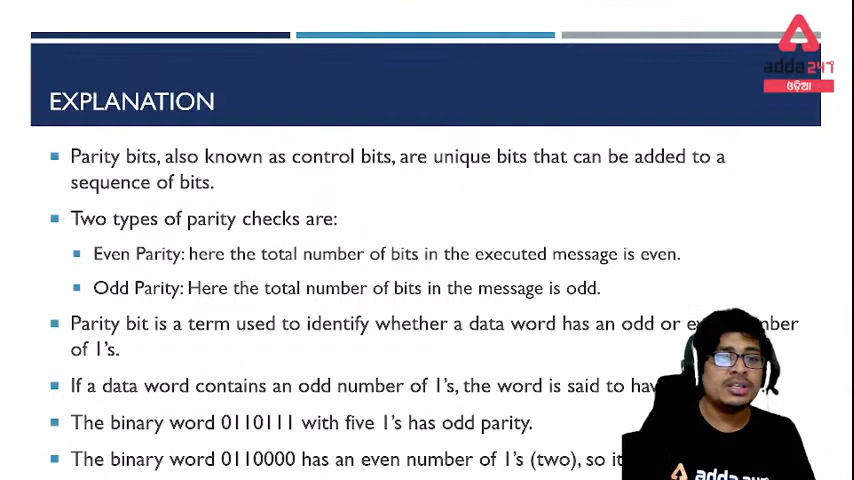 adda 247
ଓଡ଼ିଆ
EXPLANATION
Parity bits, also known as control bits, are unique bits that can be added to a
sequence of bits.
Two types of parity checks are:
Even Parity: here the total number of bits in the executed message is even.
Odd Parity: Here the total number of bits in the message is odd.
Parity bit is a term used to identify whether a data word has an odd or
of 1's.
If a data word contains an odd number of 1's, the word is said to
The binary word 0110111 with five 1's has odd parity.
The binary word 0110000 has an even number of 1's (two), so it
adda